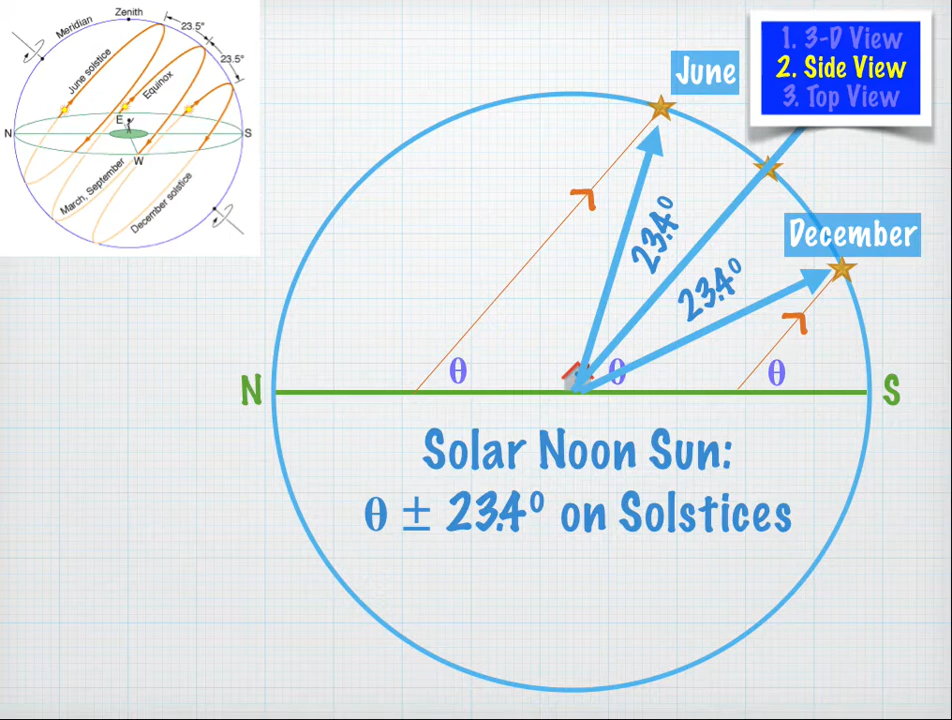 Zenith
Meridian
23.5°
23.5°
June solstice
Equinox
N
E
S
W
March, September
December solstice
1. 3-D View
2. Side View
3. Top View
June
December
23.4°
23.4°
θ
θ
θ
N
S
Solar Noon Sun:
θ ± 23.4° on Solstices